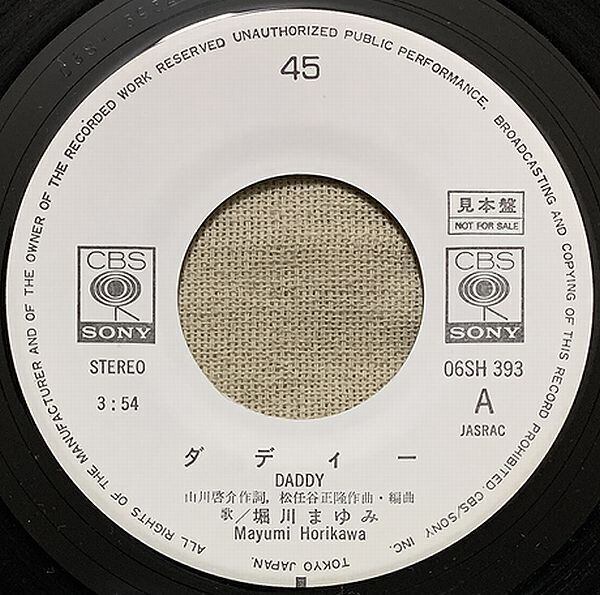 ALL RIGHTS OF THE MANUFACTURER AND OF THE OWNER OF THE RECORDED WORK RESERVED UNAUTHORIZED PUBLIC PERFORMANCE, BROADCASTING AND COPYING OF THIS RECORD PROHIBITED CBS/SONY INC.
TOKYO JAPAN.
45
見本盤
NOT FOR SALE
CBS
SONY
CBS
SONY
STEREO
3:54
06SH 393
A
JASRAC
ダディー
DADDY
山川啓介作詞, 松任谷正隆作曲・編曲
歌/堀川まゆみ
Mayumi Horikawa